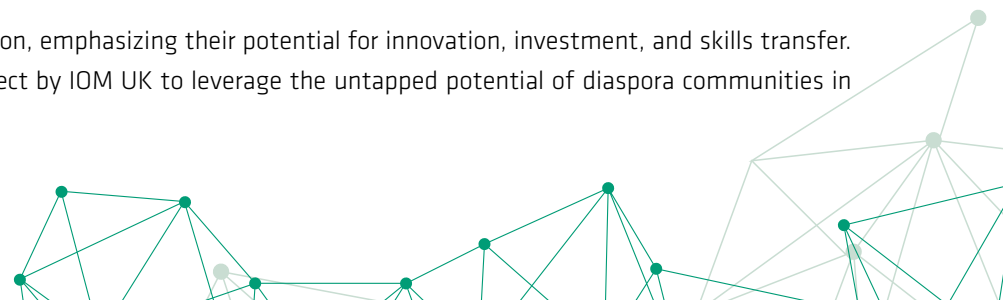 on, emphasizing their potential for innovation, investment, and skills transfer.
ect by IOM UK to leverage the untapped potential of diaspora communities in